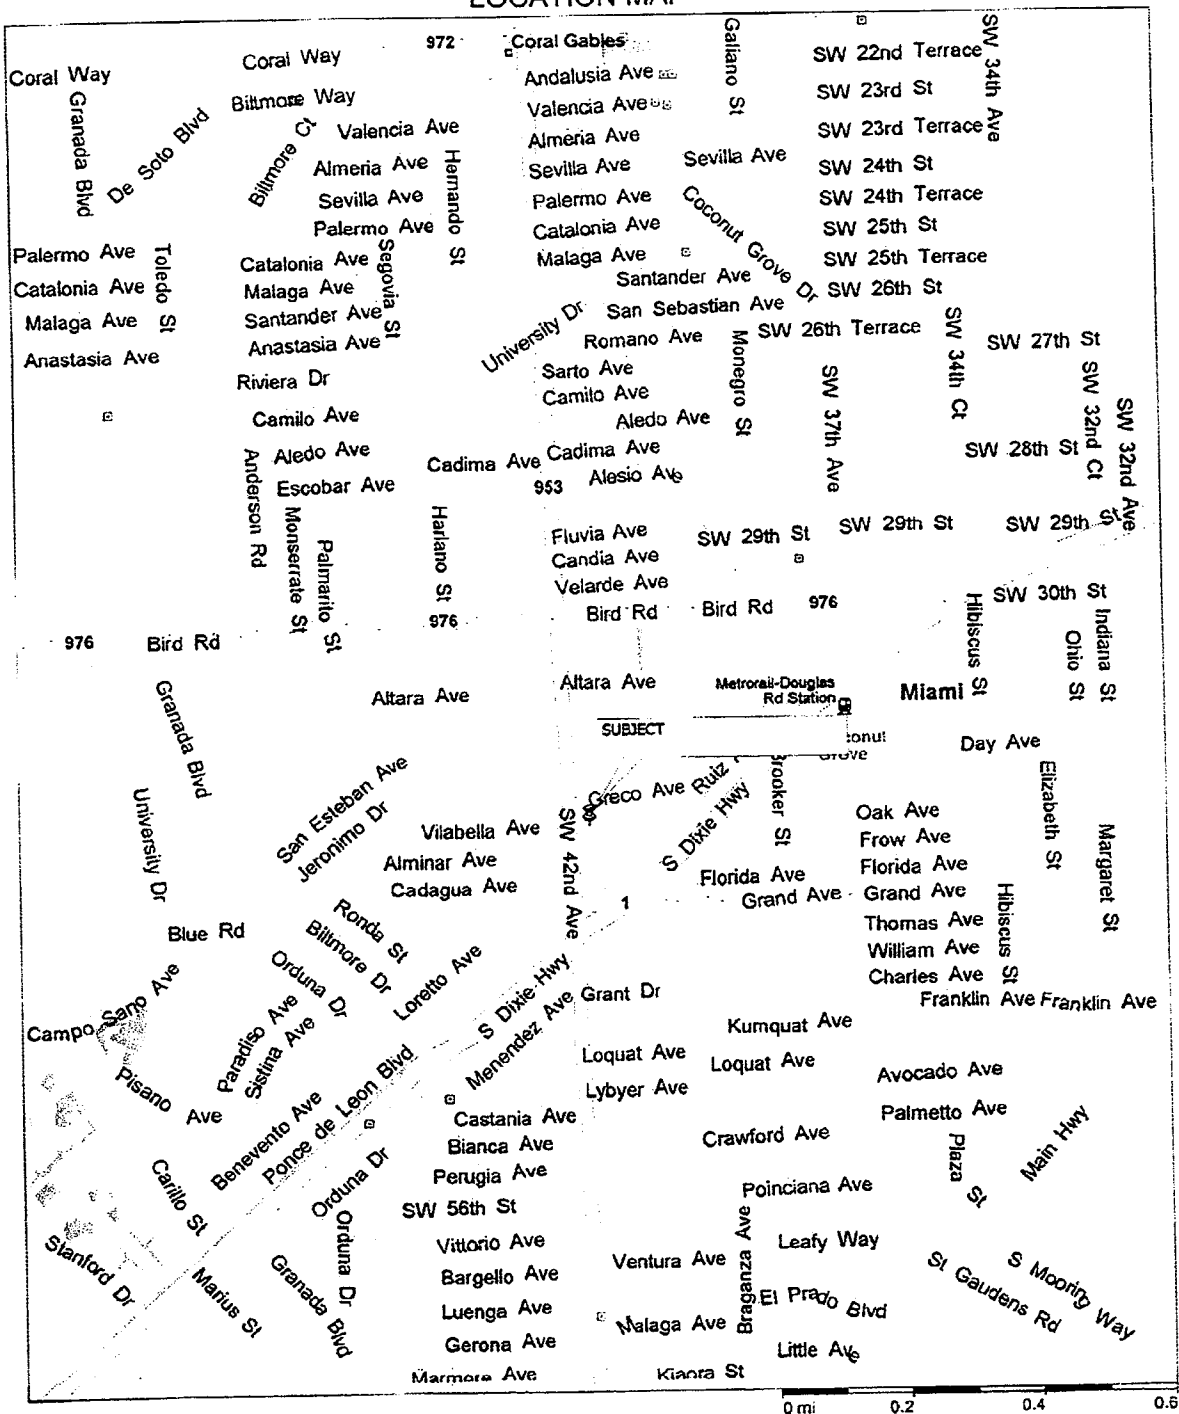 LOCATION MAP
972
Coral Gables
Galiano St
SW 22nd Terrace
SW 34th Ave
Coral Way
Coral Way
Andalusia Ave
SW 23rd St
Granada Blvd
De Soto Blvd
Biltmore Way
Biltmore Ct
Valencia Ave
Valencia Ave
Almeria Ave
SW 23rd Terrace
Almeria Ave
Hernando St
Sevilla Ave
Sevilla Ave
SW 24th St
Sevilla Ave
Palermo Ave
Coconut Grove Dr
SW 24th Terrace
Palermo Ave
Catalonia Ave
SW 25th St
Palermo Ave
Toledo St
Catalonia Ave
Segovia St
Malaga Ave
SW 25th Terrace
Catalonia Ave
Malaga Ave
Santander Ave
SW 26th St
Malaga Ave
Santander Ave
University Dr
San Sebastian Ave
SW 26th Terrace
SW 34th Ct
SW 27th St
Anastasia Ave
Anastasia Ave
Romano Ave
Monegro St
Riviera Dr
Sarto Ave
SW 37th Ave
SW 32nd Ct
SW 32nd Ave
Camilo Ave
Camilo Ave
Aledo Ave
Anderson Rd
Aledo Ave
Cadima Ave
Cadima Ave
SW 28th St
Escobar Ave
953
Alesio Ave
Monserrate St
Palmarito St
Harlano St
Fluvia Ave
SW 29th St
SW 29th St
SW 29th St
Candia Ave
Velarde Ave
SW 30th St
976
Bird Rd
976
Bird Rd
Bird Rd
976
Hibiscus St
Ohio St
Indiana St
Granada Blvd
Altara Ave
Altara Ave
Metrorail-Douglas
Rd Station
Miami
SUBJECT
onut
Grove
Day Ave
University Dr
San Esteban Ave
Jeronimo Dr
Greco Ave
Ruiz
Brooker St
Elizabeth St
S Dixie Hwy
Vilabella Ave
SW 42nd Ave
Oak Ave
Frow Ave
Margaret St
Alminar Ave
Florida Ave
Florida Ave
Cadagua Ave
1
Grand Ave
Grand Ave
Hibiscus St
Blue Rd
Ronda St
Thomas Ave
Biltmore Dr
William Ave
Orduna Dr
Loretto Ave
S Dixie Hwy
Charles Ave
Campo Sano Ave
Paradiso Ave
Sistina Ave
Menendez Ave
Grant Dr
Franklin Ave
Franklin Ave
Kumquat Ave
Pisano Ave
Loquat Ave
Loquat Ave
Avocado Ave
Benevento Ave
Ponce de Leon Blvd
Lybyer Ave
Castania Ave
Palmetto Ave
Main Hwy
Bianca Ave
Crawford Ave
Plaza St
Carillo St
Orduna Dr
Perugia Ave
Poinciana Ave
SW 56th St
Orduna Dr
Vittorio Ave
Braganza Ave
Leafy Way
Stanford Dr
Marius St
Granada Blvd
Bargello Ave
Ventura Ave
St Gaudens Rd
S Mooring Way
Luenga Ave
El Prado Blvd
Gerona Ave
Malaga Ave
Little Ave
Marmora Ave
Kiaora St
0 mi 0.2 0.4 0.6